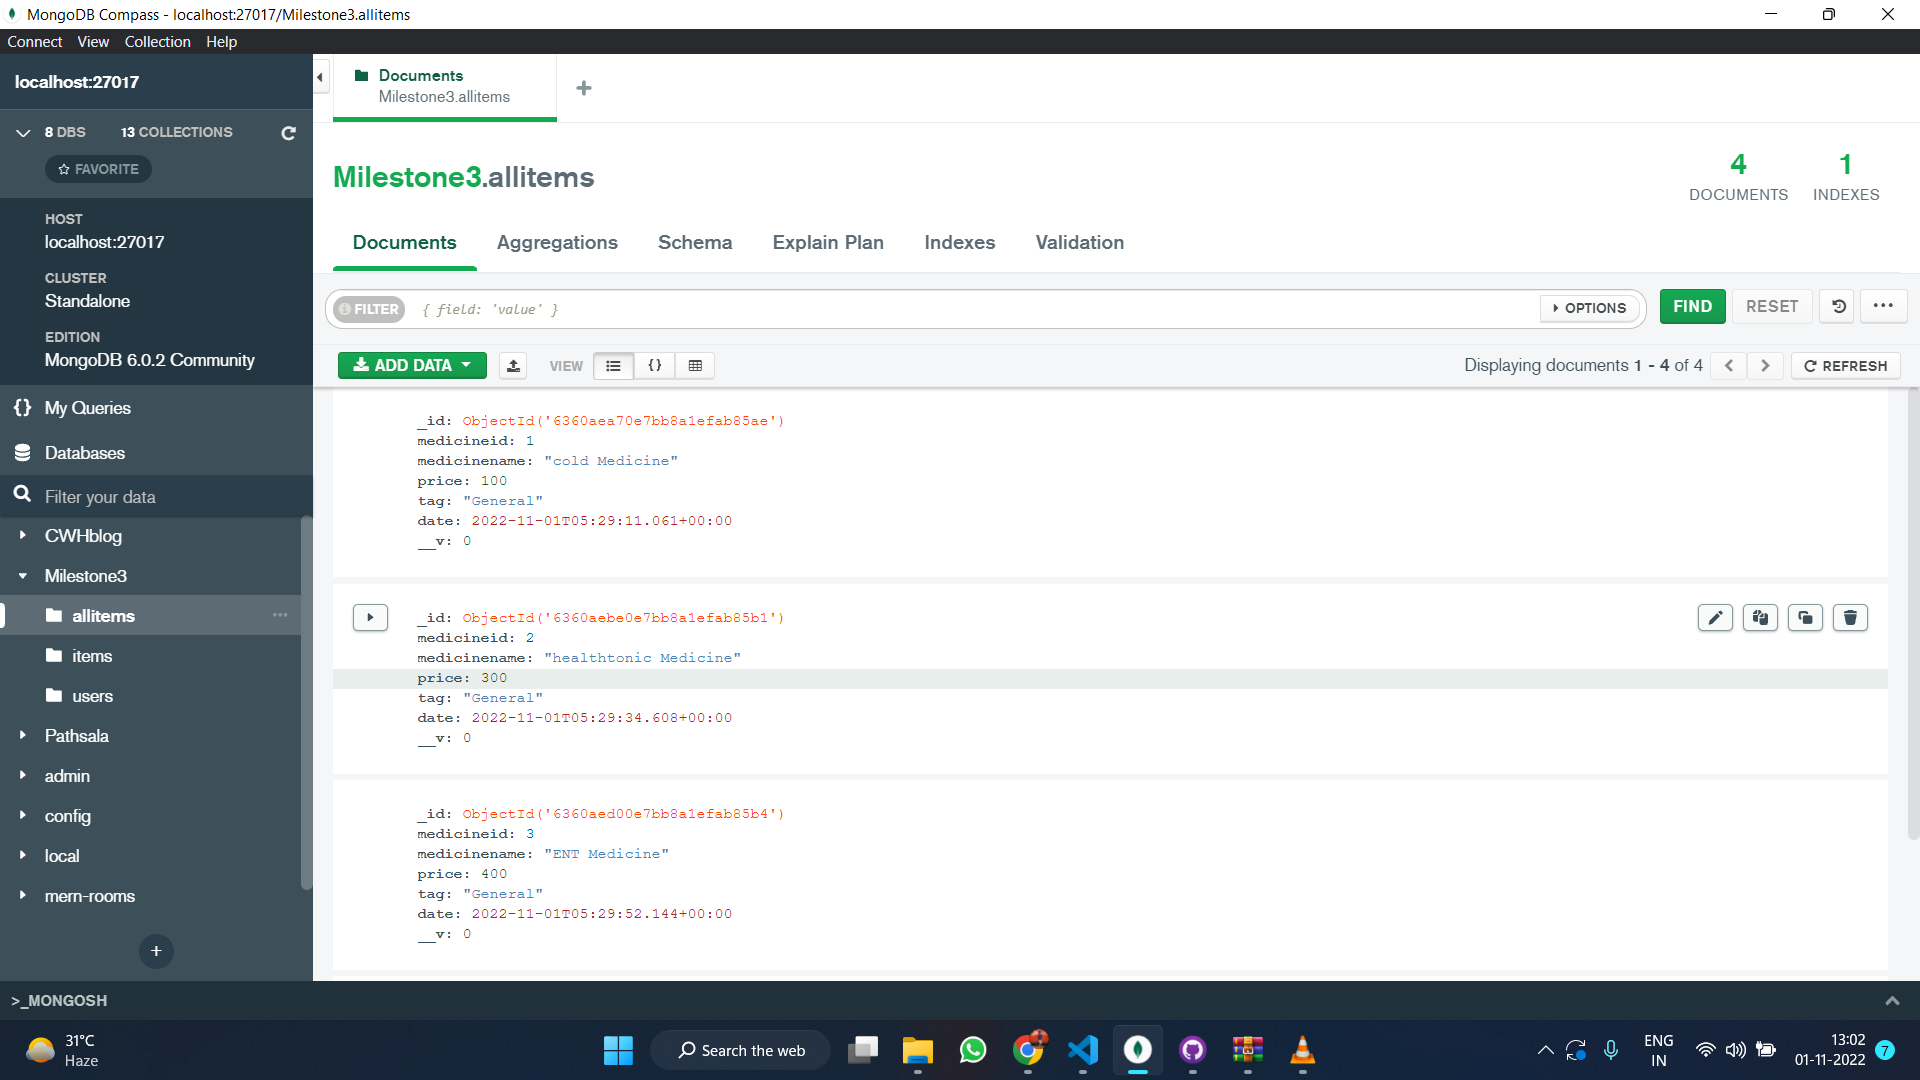 MongoDB Compass - localhost:27017/Milestone3.allitems
Connect View Collection Help
localhost:27017
8 DBS 13 COLLECTIONS
FAVORITE
HOST
localhost:27017
CLUSTER
Standalone
EDITION
MongoDB 6.0.2 Community
{} My Queries
Databases
Filter your data
CWHblog
Milestone3
allitems
items
users
Pathsala
admin
config
local
mern-rooms
+
Documents
Milestone3.allitems
+
Milestone3.allitems
4
DOCUMENTS
1
INDEXES
Documents Aggregations Schema Explain Plan Indexes Validation
FILTER { field: 'value' } OPTIONS FIND RESET ...
ADD DATA VIEW {} Displaying documents 1 - 4 of 4 < > REFRESH
_id: ObjectId('6360aea70e7bb8a1efab85ae')
medicineid: 1
medicinename: "cold Medicine"
price: 100
tag: "General"
date: 2022-11-01T05:29:11.061+00:00
__v: 0
_id: ObjectId('6360aebe0e7bb8a1efab85b1')
medicineid: 2
medicinename: "healthtonic Medicine"
price: 300
tag: "General"
date: 2022-11-01T05:29:34.608+00:00
__v: 0
_id: ObjectId('6360aed00e7bb8a1efab85b4')
medicineid: 3
medicinename: "ENT Medicine"
price: 400
tag: "General"
date: 2022-11-01T05:29:52.144+00:00
__v: 0
>_MONGOSH
31°C
Haze
Search the web
ENG
IN
13:02
01-11-2022
7